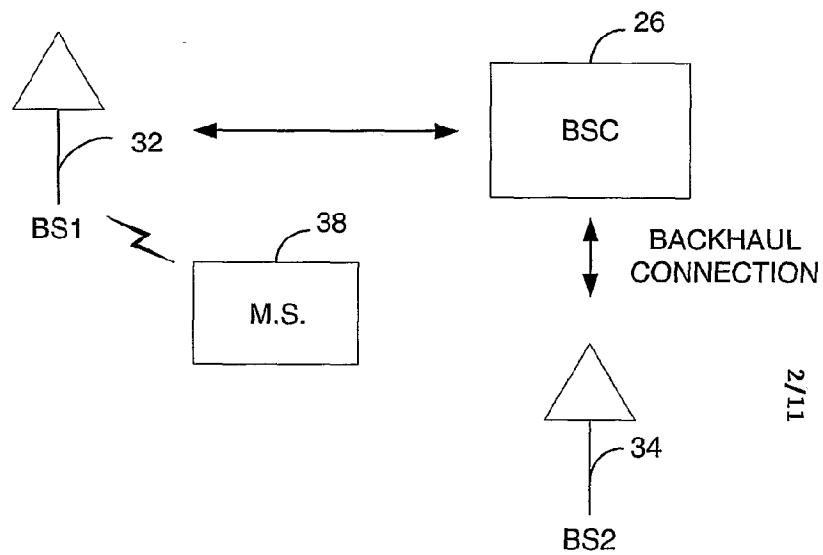 26
BSC
32
BS1
38
M.S.
BACKHAUL
CONNECTION
2/11
34
BS2